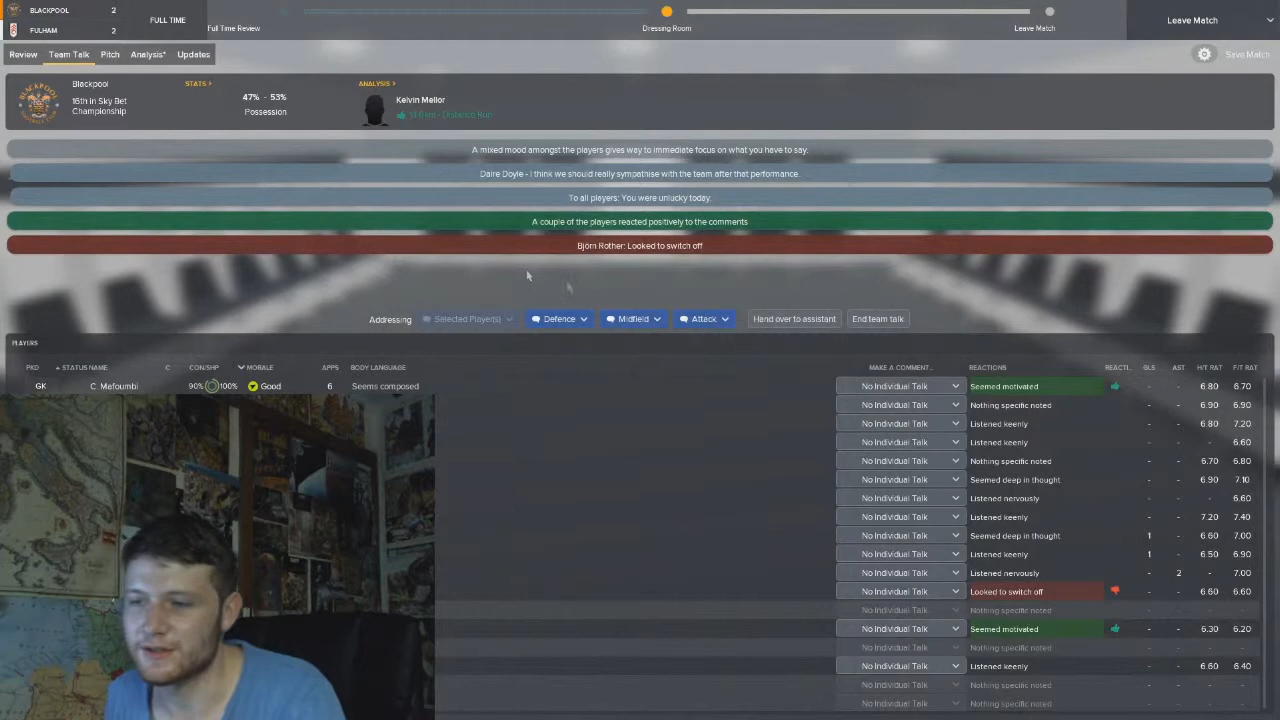 BLACKPOOL 2
FULHAM 2
FULL TIME
Full Time Review
Dressing Room
Leave Match
Leave Match
Review Team Talk Pitch Analysis* Updates
Save Match
Blackpool
16th in Sky Bet
Championship
STATS >
47% - 53%
Possession
ANALYSIS >
Kelvin Mellor
11.6km - Distance Run
A mixed mood amongst the players gives way to immediate focus on what you have to say.
Daire Doyle - I think we should really sympathise with the team after that performance.
To all players: You were unlucky today.
A couple of the players reacted positively to the comments
Björn Rother: Looked to switch off
Addressing Selected Player(s) Defence Midfield Attack Hand over to assistant End team talk
PLAYERS
PKD STATUS NAME C CON/SHP MORALE APPS BODY LANGUAGE MAKE A COMMENT... REACTIONS REACTI... GLS AST H/T RAT F/T RAT
GK C. Mafoumbi 90% 100% Good 6 Seems composed No Individual Talk Seemed motivated - - 6.80 6.70
No Individual Talk Nothing specific noted - - 6.90 6.90
No Individual Talk Listened keenly - - 6.80 7.20
No Individual Talk Listened keenly - - - 6.60
No Individual Talk Nothing specific noted - - 6.70 6.80
No Individual Talk Seemed deep in thought - - 6.90 7.10
No Individual Talk Listened nervously - - - 6.60
No Individual Talk Listened keenly - - 7.20 7.40
No Individual Talk Seemed deep in thought 1 - 6.60 7.00
No Individual Talk Listened keenly 1 - 6.50 6.90
No Individual Talk Listened nervously - 2 - 7.00
No Individual Talk Looked to switch off - - 6.60 6.60
No Individual Talk Nothing specific noted - - - -
No Individual Talk Seemed motivated - - 6.30 6.20
No Individual Talk Nothing specific noted - - - -
No Individual Talk Listened keenly - - 6.60 6.40
No Individual Talk Nothing specific noted - - - -
No Individual Talk Nothing specific noted - - - -